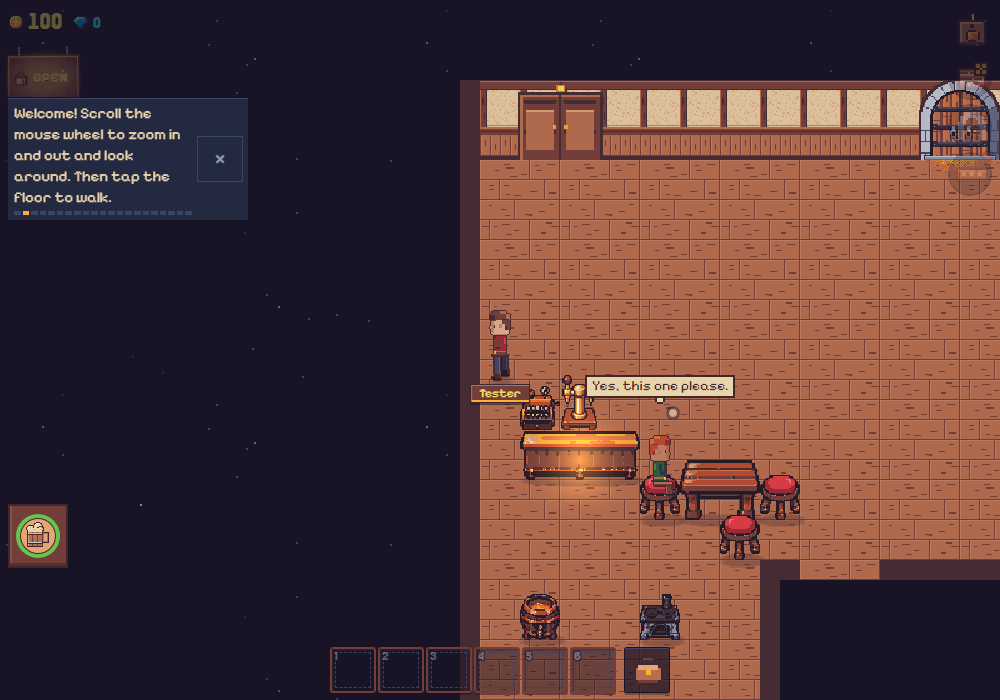 100
0
OPEN
Welcome! Scroll the
mouse wheel to zoom in
and out and look
around. Then tap the
floor to walk.
Yes, this one please.
Tester
1
2
3
4
5
6